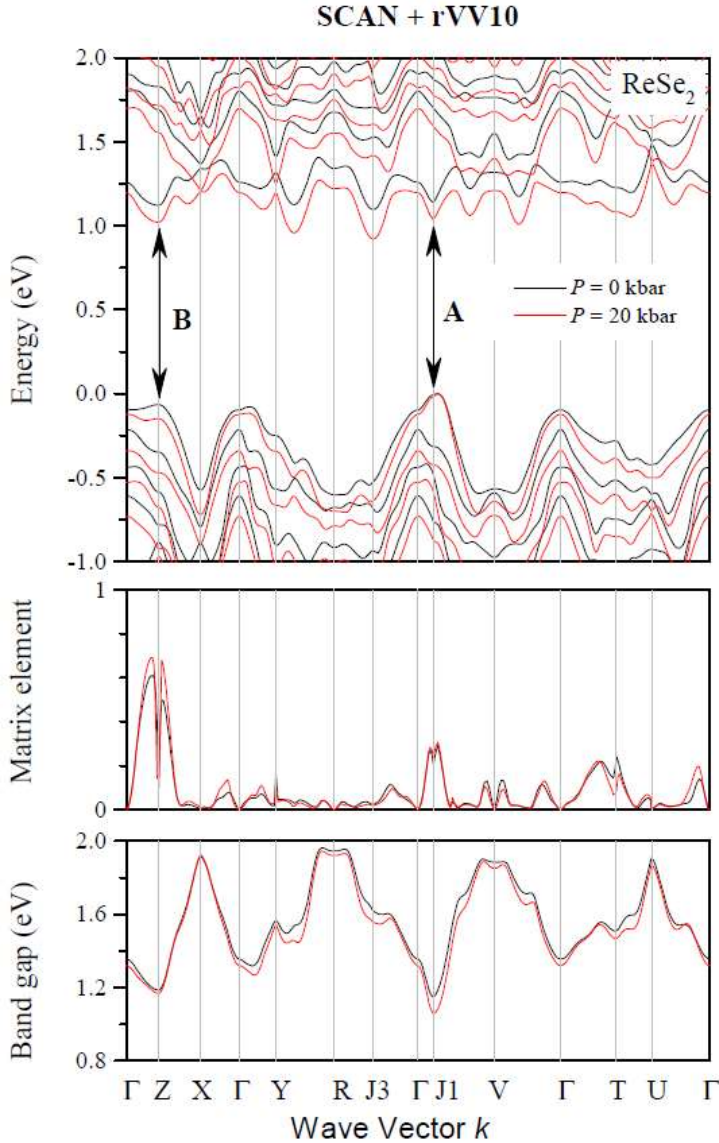 SCAN + rVV10
2.0
ReSe2
1.5
1.0
P = 0 kbar
A
P = 20 kbar
B
0.5
0.0
-0.5
-1.0
Energy (eV)
1
0
Matrix element
2.0
1.6
1.2
0.8
Band gap (eV)
Γ Z X Γ Y R J3 Γ J1 V Γ T U Γ
Wave Vector k